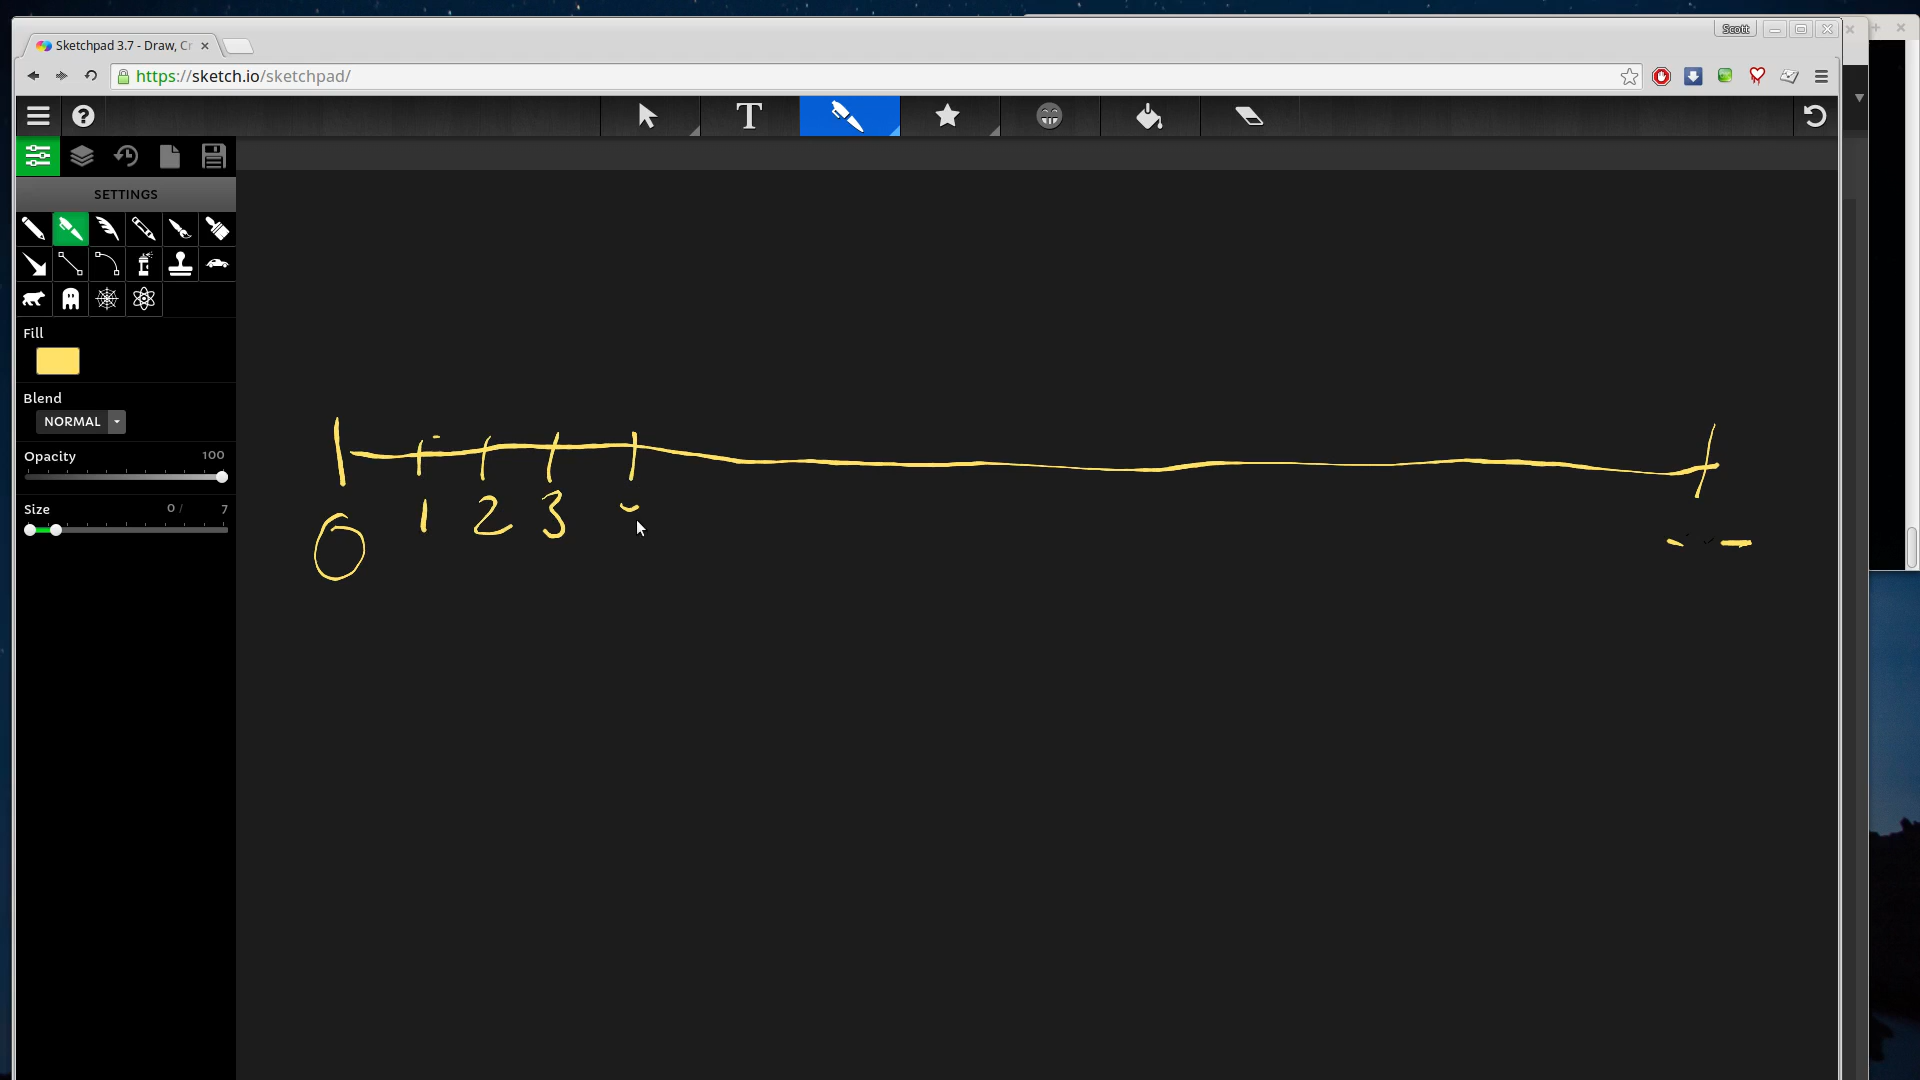 Scott
Sketchpad 3.7 - Draw, Cr
https://sketch.io/sketchpad/
T
SETTINGS
Fill
Blend
NORMAL
Opacity 100
Size 0 / 7
0 1 2 3